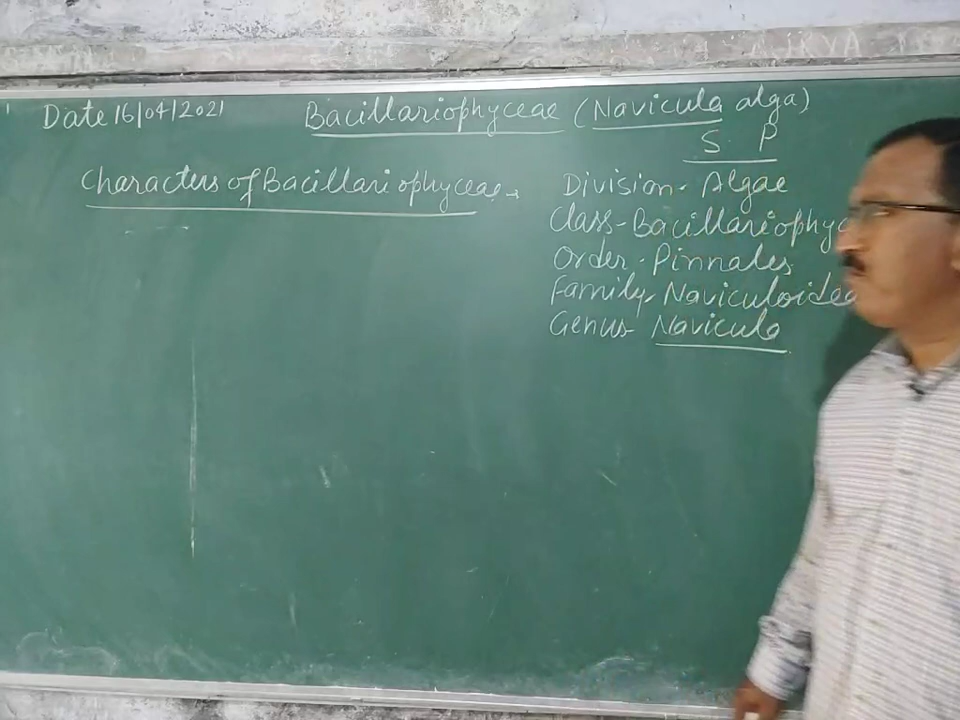 Date 16/04/2021 Bacillariophyceae (Navicula alga)
S. P
Characters of Bacillariophyceae→
Division - Algae
Class - Bacillariophyc
Order - Pinnales
Family - Naviculoidea
Genus - Navicula